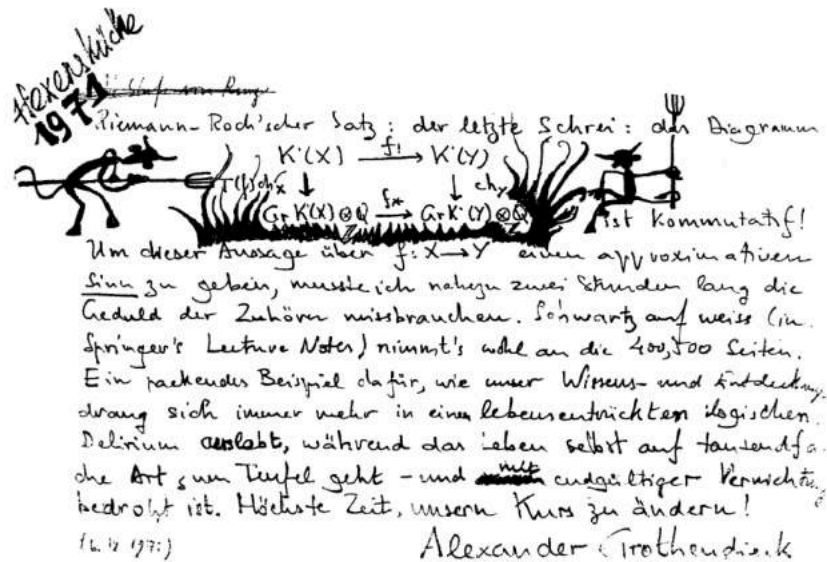 Hexenküche
1971
Riemann-Roch'scher Satz: der letzte Schrei: das Diagramm
K˙(X) f! K˙(Y)
T(f)chx f* chy
Gr K˙(X)⊗Q Gr K˙(Y)⊗Q
ist kommutatif!
Um dieser Aussage über f: X → Y einen approximativen
Sinn zu geben, musste ich nahezu zwei Stunden lang die
Geduld der Zuhörer missbrauchen. Schwartz auf weiss (in
Springer's Lecture Notes) nimmt's wohl an die 400, 500 Seiten.
Ein packendes Beispiel dafür, wie unser Wissens- und Entdeckungs-
drang sich immer mehr in einem lebensentrückten logischen
Delirium auslebt, während das Leben selbst auf tausendfa
che Art zum Teufel geht - und mit endgültiger Vernichtung
bedroht ist. Höchste Zeit, unsern Kurs zu ändern!
Alexander Grothendieck